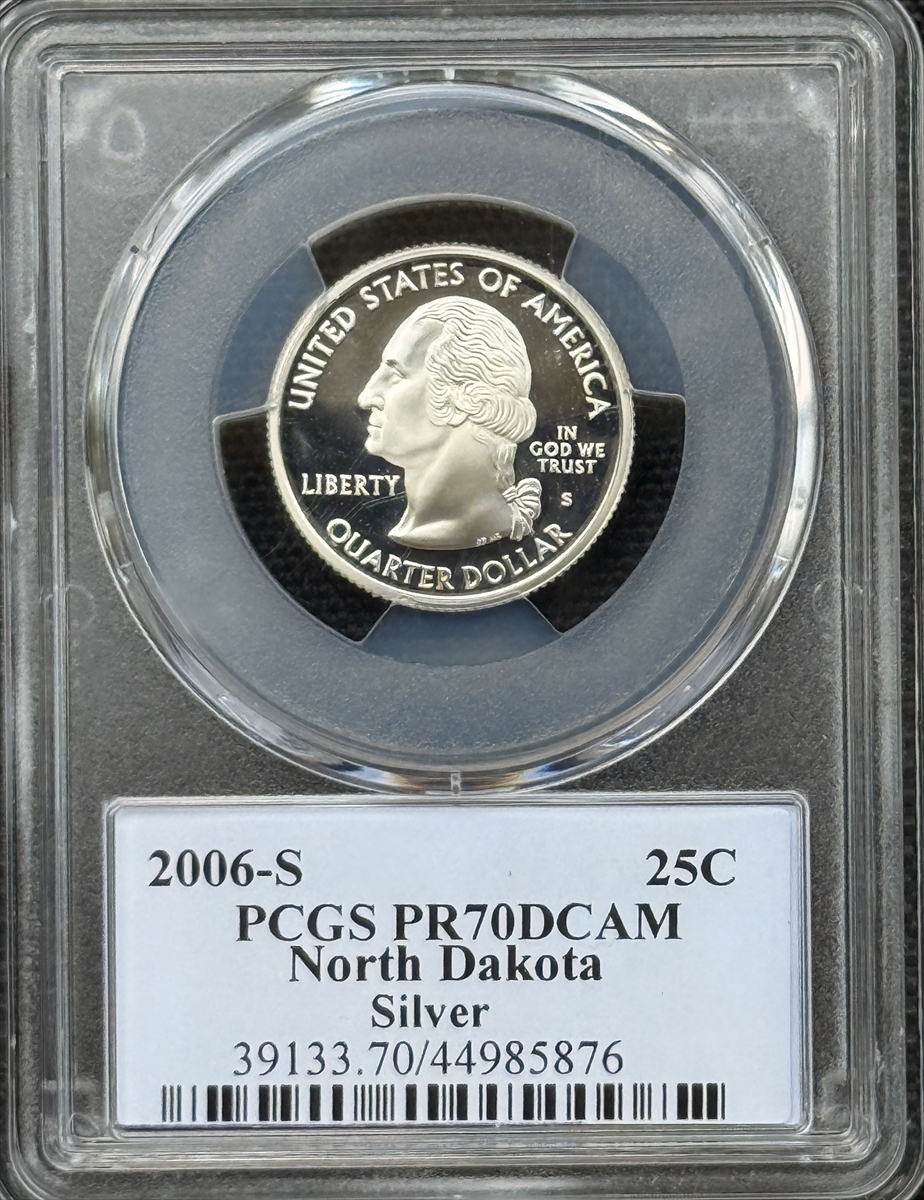 UNITED STATES OF AMERICA
IN
GOD WE
TRUST
LIBERTY
S
QUARTER DOLLAR
2006-S 25C
PCGS PR70DCAM
North Dakota
Silver
39133.70/44985876